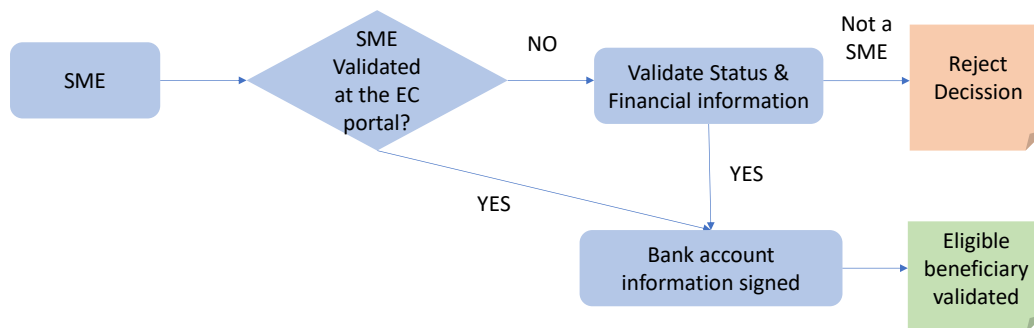 SME
SME
Validated
at the EC
portal?
NO
Validate Status &
Financial information
Not a
SME
Reject
Decission
YES
YES
Bank account
information signed
Eligible
beneficiary
validated